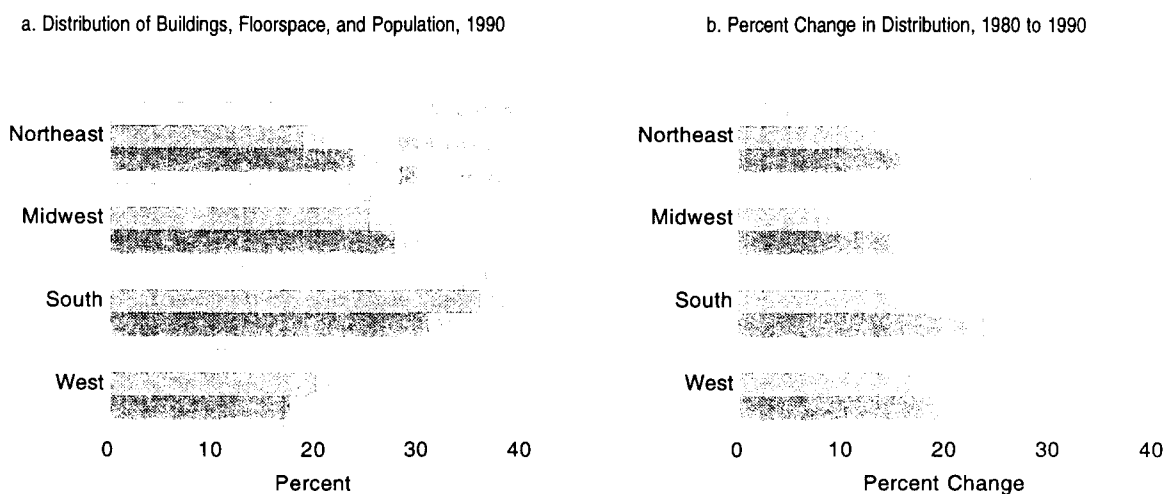 a. Distribution of Buildings, Floorspace, and Population, 1990
b. Percent Change in Distribution, 1980 to 1990
Northeast
Midwest
South
West
0 10 20 30 40
Percent
Northeast
Midwest
South
West
0 10 20 30 40
Percent Change